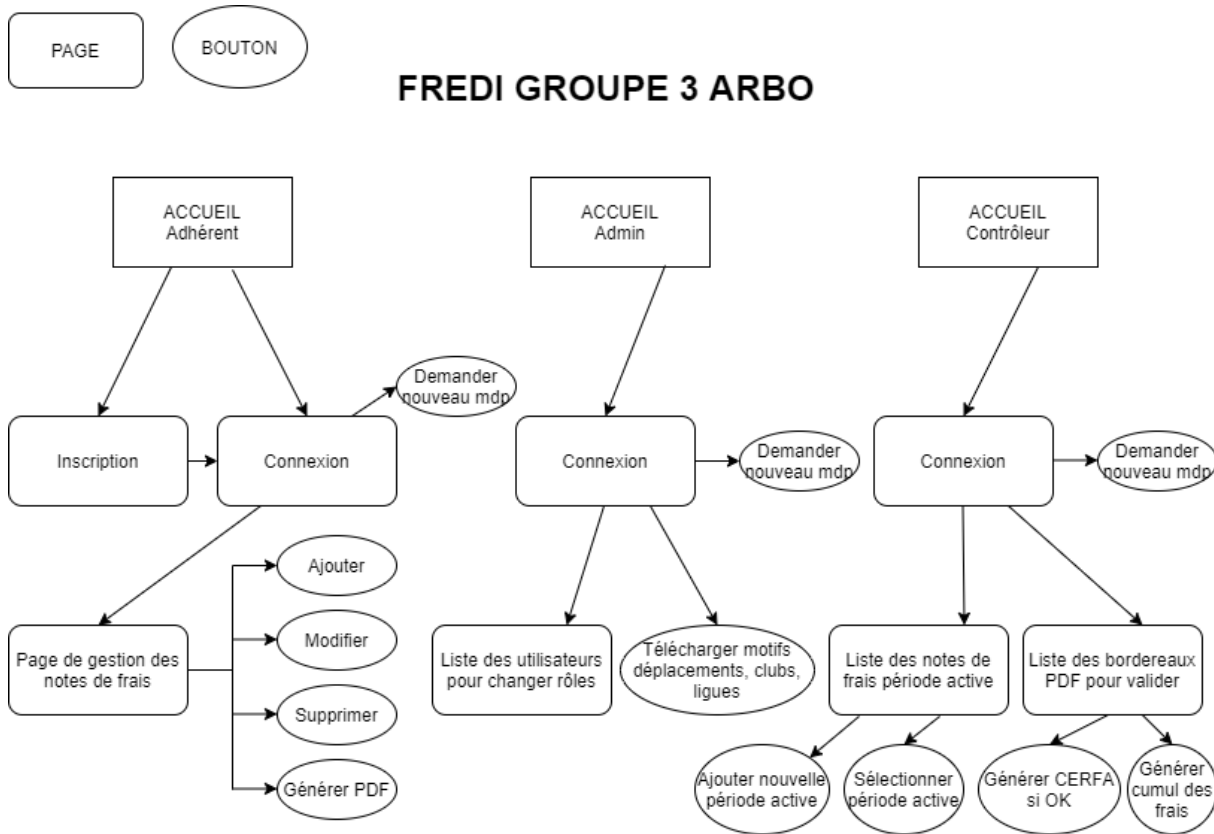 PAGE
BOUTON
FREDI GROUPE 3 ARBO
ACCUEIL
Adhérent
ACCUEIL
Admin
ACCUEIL
Contrôleur
Demander
nouveau mdp
Inscription
Connexion
Connexion
Demander
nouveau mdp
Connexion
Demander
nouveau mdp
Ajouter
Modifier
Page de gestion des
notes de frais
Supprimer
Générer PDF
Liste des utilisateurs
pour changer rôles
Télécharger motifs
déplacements, clubs,
ligues
Liste des notes de
frais période active
Liste des bordereaux
PDF pour valider
Ajouter nouvelle
période active
Sélectionner
période active
Générer CERFA
si OK
Générer
cumul des
frais